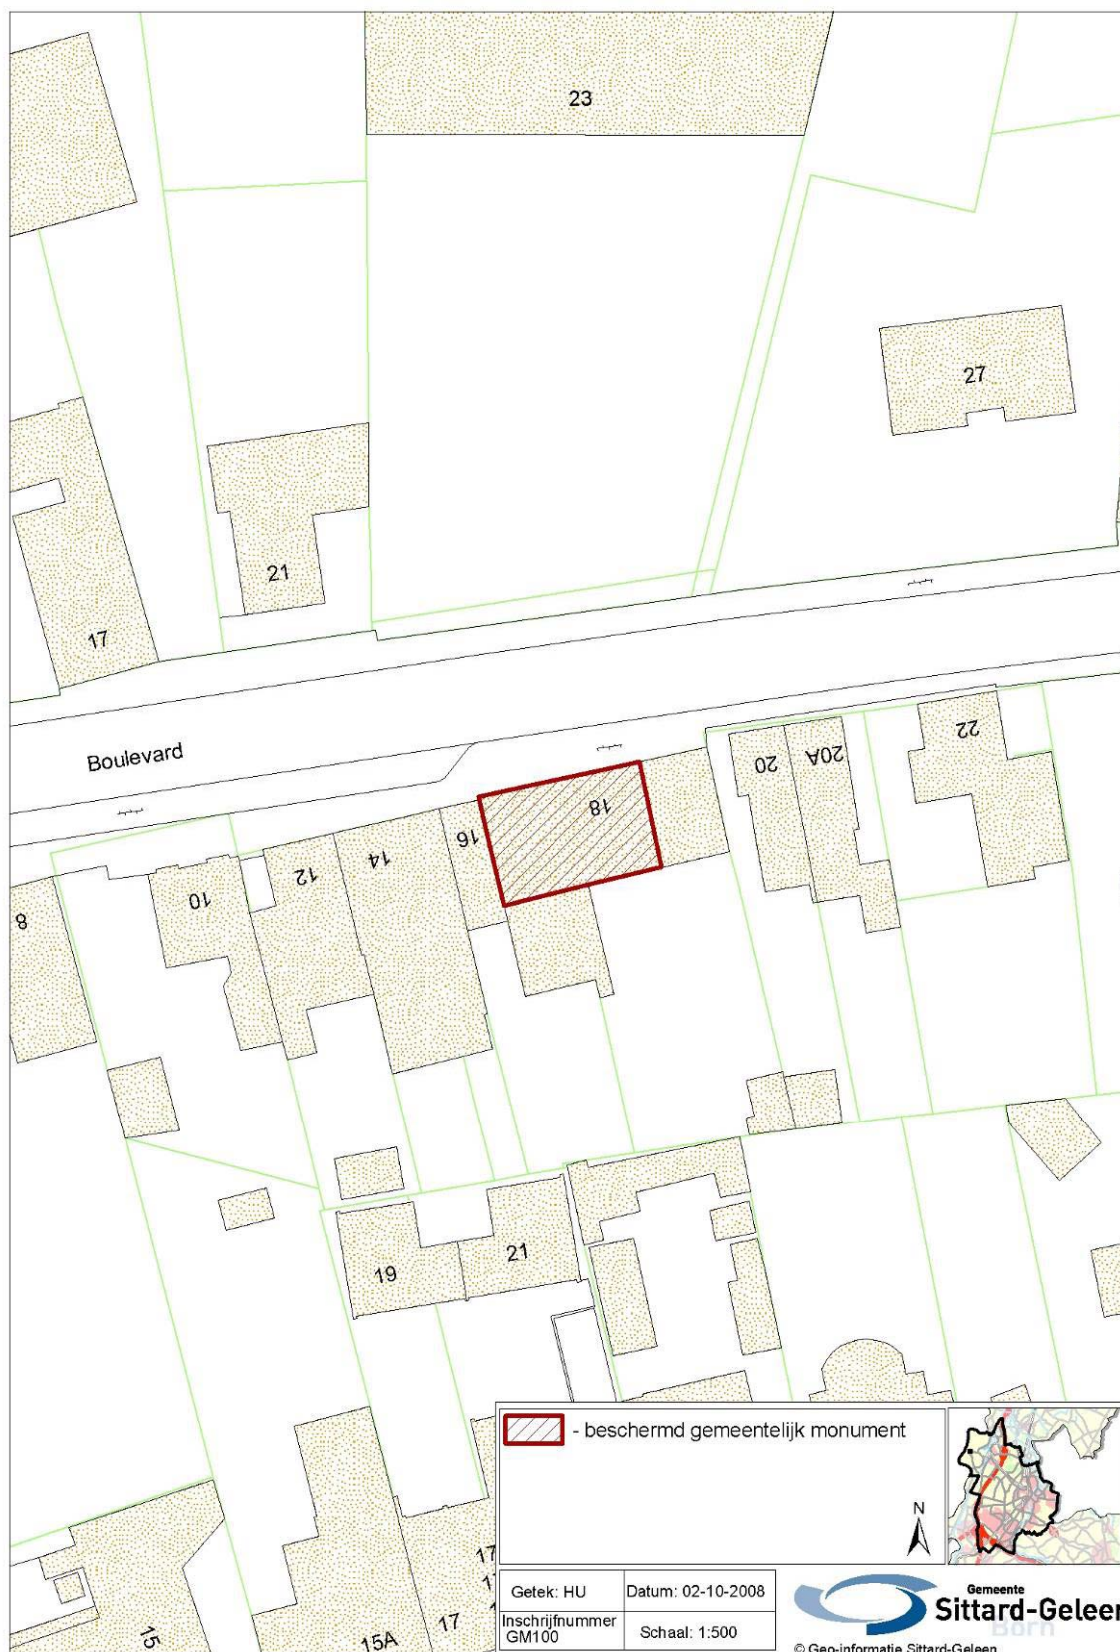 23
27
21
17
Boulevard
22
20
20A
18
16
14
12
10
8
19
21
- beschermd gemeentelijk monument
N
17
17
15
15A
Getek: HU
Datum: 02-10-2008
Inschrijfnummer
GM100
Schaal: 1:500
Gemeente
Sittard-Geleen
Born
© Geo-informatie Sittard-Geleen